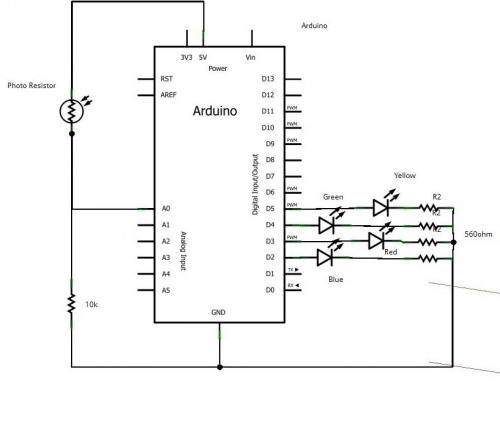 Arduino
3V3 5V Vin
Power
Photo Resistor
RST
AREF
Arduino
D13
D12
D11 PWM
D10 PWM
D9 PWM
D8
D7
D6 PWM
D5 PWM
D4
D3 PWM
D2
D1 TX
D0 RX
Digital Input/Output
A0
A1
A2
A3
A4
A5
Analog Input
GND
Yellow
Green
Red
Blue
R2
R2
R2
560ohm
10k